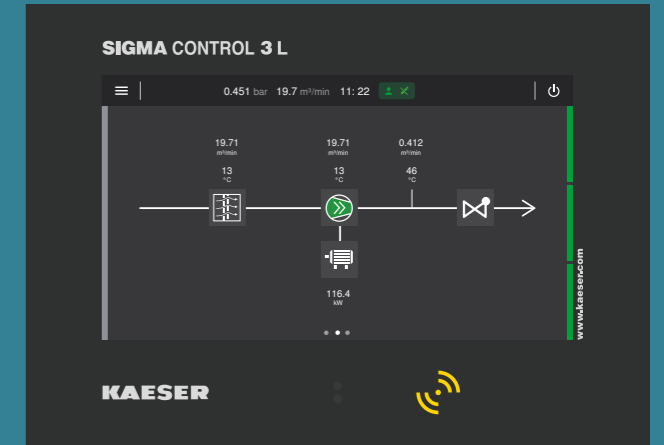 SIGMA CONTROL 3 L
0.451 bar 19.7 m³/min 11: 22
19.71 19.71 0.412
m³/min m³/min m³/min
13 13 46
°C °C °C
116.4
kW
www.kaeser.com
KAESER